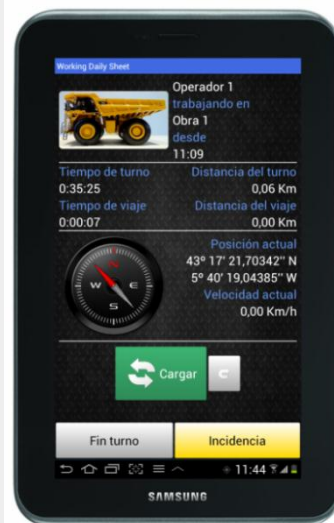 Working Daily Sheet
Operador 1
trabajando en
Obra 1
desde
11:09
Tiempo de turno Distancia del turno
0:35:25 0,06 Km
Tiempo de viaje Distancia del viaje
0:00:07 0,00 Km
Posición actual
43º 17' 21,70342'' N
5º 40' 19,04385'' W
Velocidad actual
0,00 Km/h
N
W E
S
Cargar C
Fin turno Incidencia
11:44
SAMSUNG